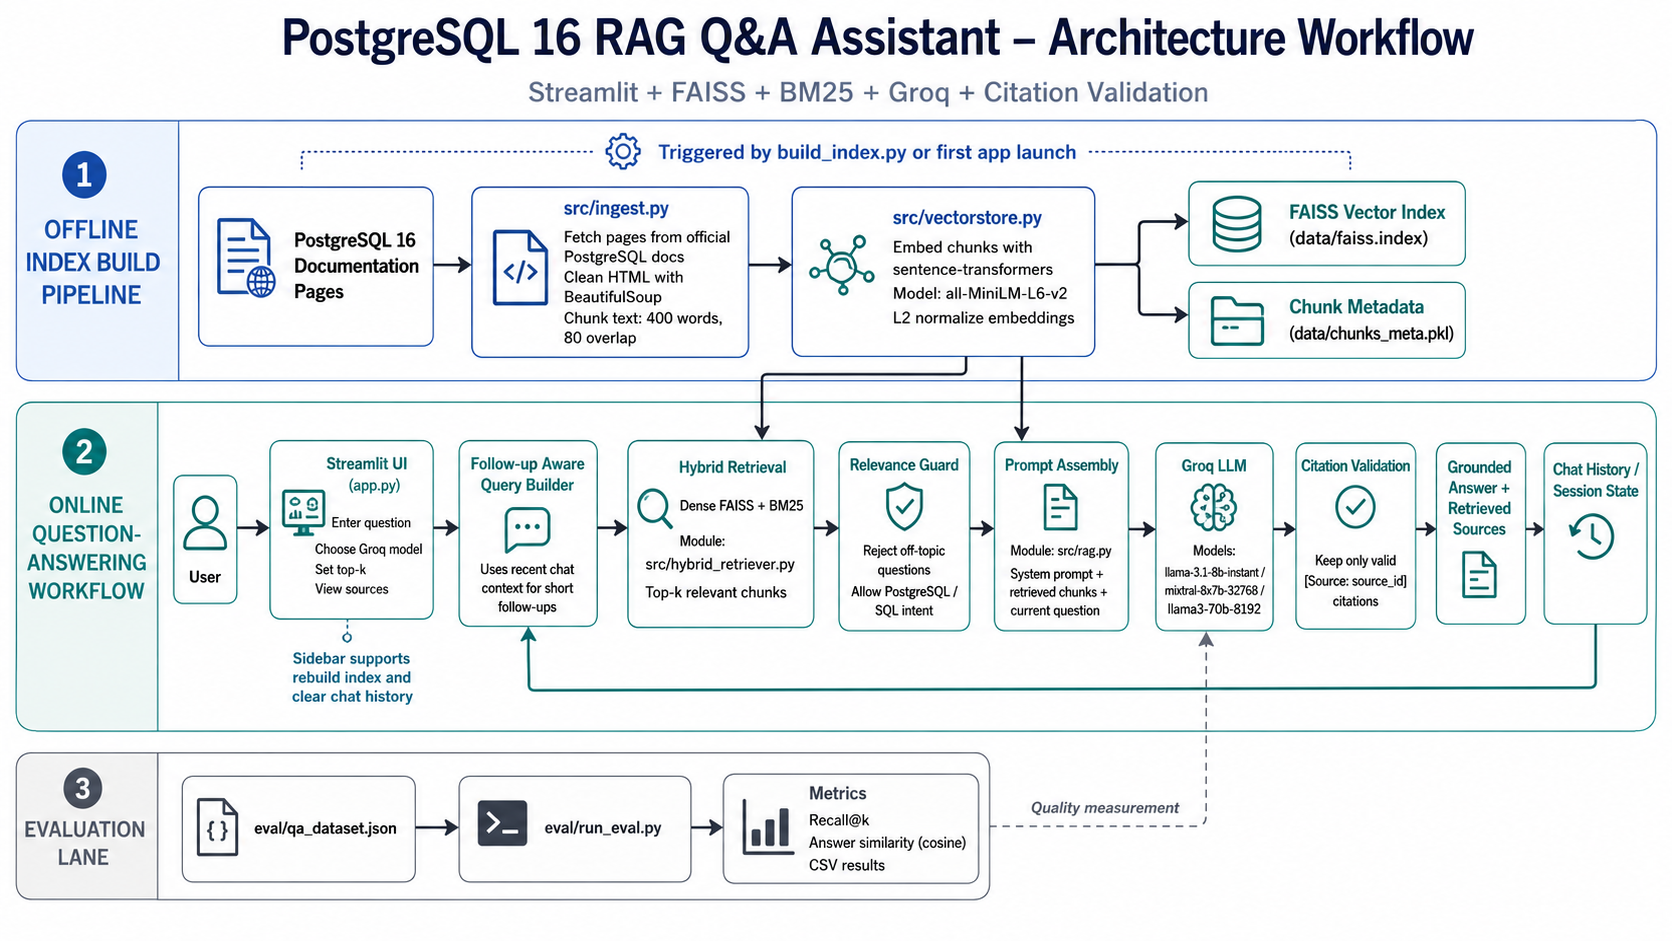 PostgreSQL 16 RAG Q&A Assistant – Architecture Workflow
Streamlit + FAISS + BM25 + Groq + Citation Validation
1
OFFLINE
INDEX BUILD
PIPELINE
Triggered by build_index.py or first app launch
PostgreSQL 16
Documentation
Pages
</>
src/ingest.py
Fetch pages from official
PostgreSQL docs
Clean HTML with
BeautifulSoup
Chunk text: 400 words,
80 overlap
src/vectorstore.py
Embed chunks with
sentence-transformers
Model: all-MiniLM-L6-v2
L2 normalize embeddings
FAISS Vector Index
(data/faiss.index)
Chunk Metadata
(data/chunks_meta.pkl)
2
ONLINE
QUESTION-
ANSWERING
WORKFLOW
User
Streamlit UI
(app.py)
Enter question
Choose Groq model
Set top-k
View sources
Sidebar supports
rebuild index and
clear chat history
Follow-up Aware
Query Builder
Uses recent chat
context for short
follow-ups
Hybrid Retrieval
Dense FAISS + BM25
Module:
src/hybrid_retriever.py
Top-k relevant chunks
Relevance Guard
Reject off-topic
questions
Allow PostgreSQL /
SQL intent
Prompt Assembly
Module: src/rag.py
System prompt +
retrieved chunks +
current question
Groq LLM
Models:
llama-3.1-8b-instant /
mixtral-8x7b-32768 /
llama3-70b-8192
Citation Validation
Keep only valid
[Source: source_id]
citations
Grounded
Answer +
Retrieved
Sources
Chat History /
Session State
3
EVALUATION
LANE
{ }
eval/qa_dataset.json
>_
eval/run_eval.py
Metrics
Recall@k
Answer similarity (cosine)
CSV results
Quality measurement